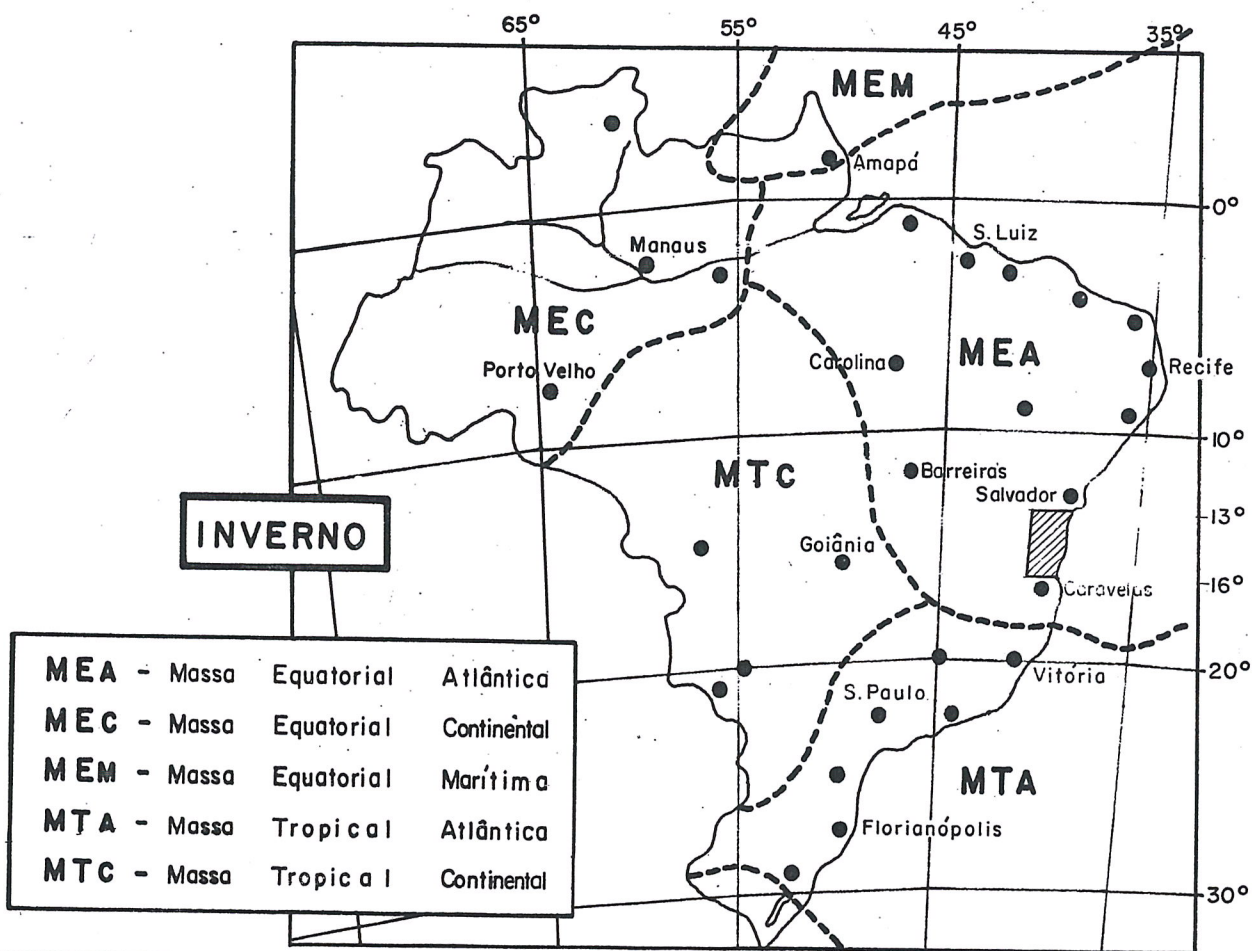 65° 55° 45° 35°
MEM
Amapá
0°
S. Luiz
Manaus
MEC
MEA
Carolina
Recife
Porto Velho
10°
MTC
Barreiras
Salvador
13°
INVERNO
Goiânia
16°
Caravelas
MEA - Massa Equatorial Atlântica
MEC - Massa Equatorial Continental
MEM - Massa Equatorial Marítima
MTA - Massa Tropical Atlântica
MTC - Massa Tropical Continental
20°
Vitória
S. Paulo
MTA
Florianópolis
30°